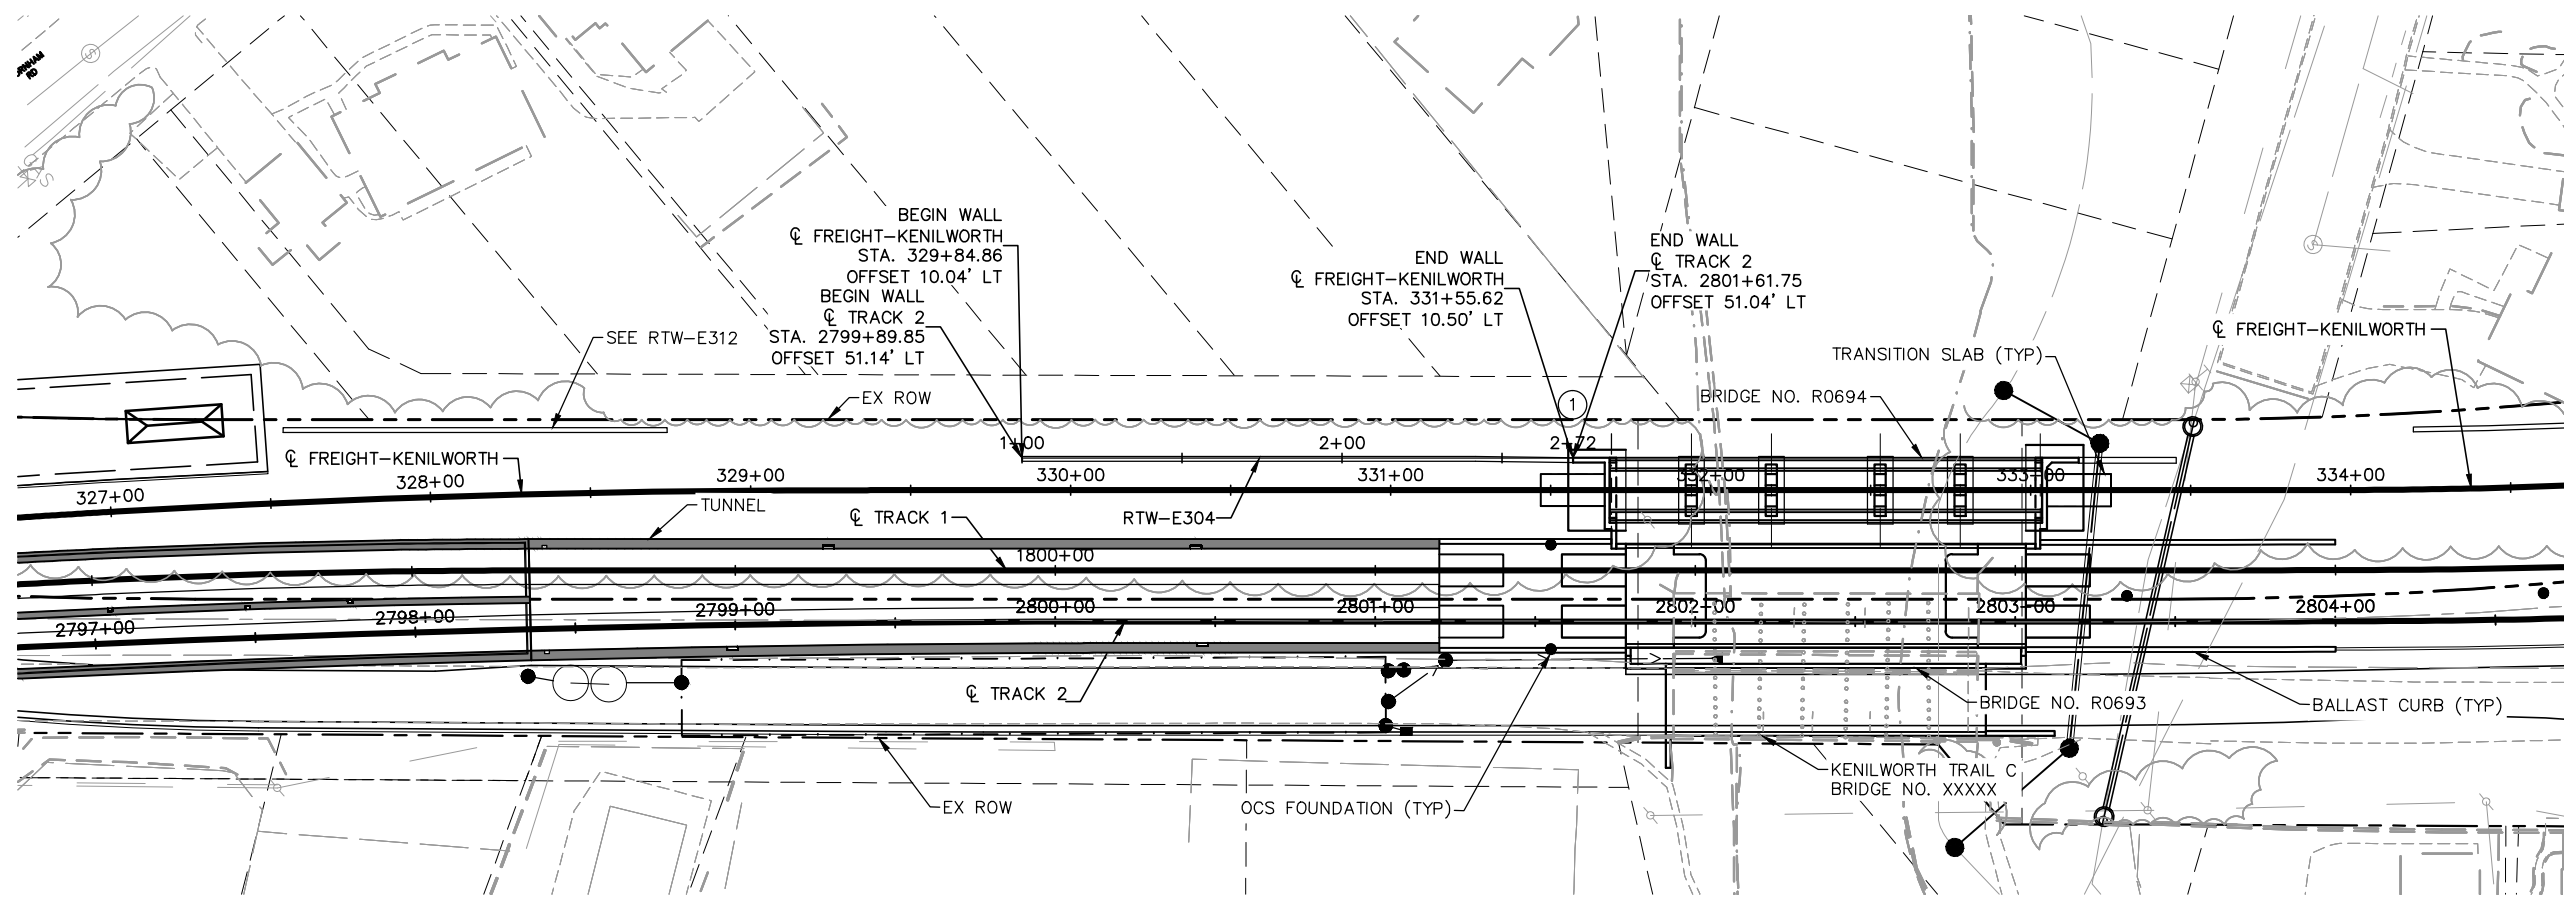 RD
BEGIN WALL
℄ FREIGHT-KENILWORTH
STA. 329+84.86
OFFSET 10.04' LT
BEGIN WALL
℄ TRACK 2
STA. 2799+89.85
OFFSET 51.14' LT
END WALL
℄ FREIGHT-KENILWORTH
STA. 331+55.62
OFFSET 10.50' LT
END WALL
℄ TRACK 2
STA. 2801+61.75
OFFSET 51.04' LT
℄ FREIGHT-KENILWORTH
SEE RTW-E312
TRANSITION SLAB (TYP)
EX ROW
1
BRIDGE NO. R0694
1+00
2+00
2+72
℄ FREIGHT-KENILWORTH
327+00
328+00
329+00
330+00
331+00
332+00
333+00
334+00
TUNNEL
℄ TRACK 1
RTW-E304
1800+00
2797+00
2798+00
2799+00
2800+00
2801+00
2802+00
2803+00
2804+00
℄ TRACK 2
BRIDGE NO. R0693
BALLAST CURB (TYP)
EX ROW
OCS FOUNDATION (TYP)
KENILWORTH TRAIL C
BRIDGE NO. XXXXX